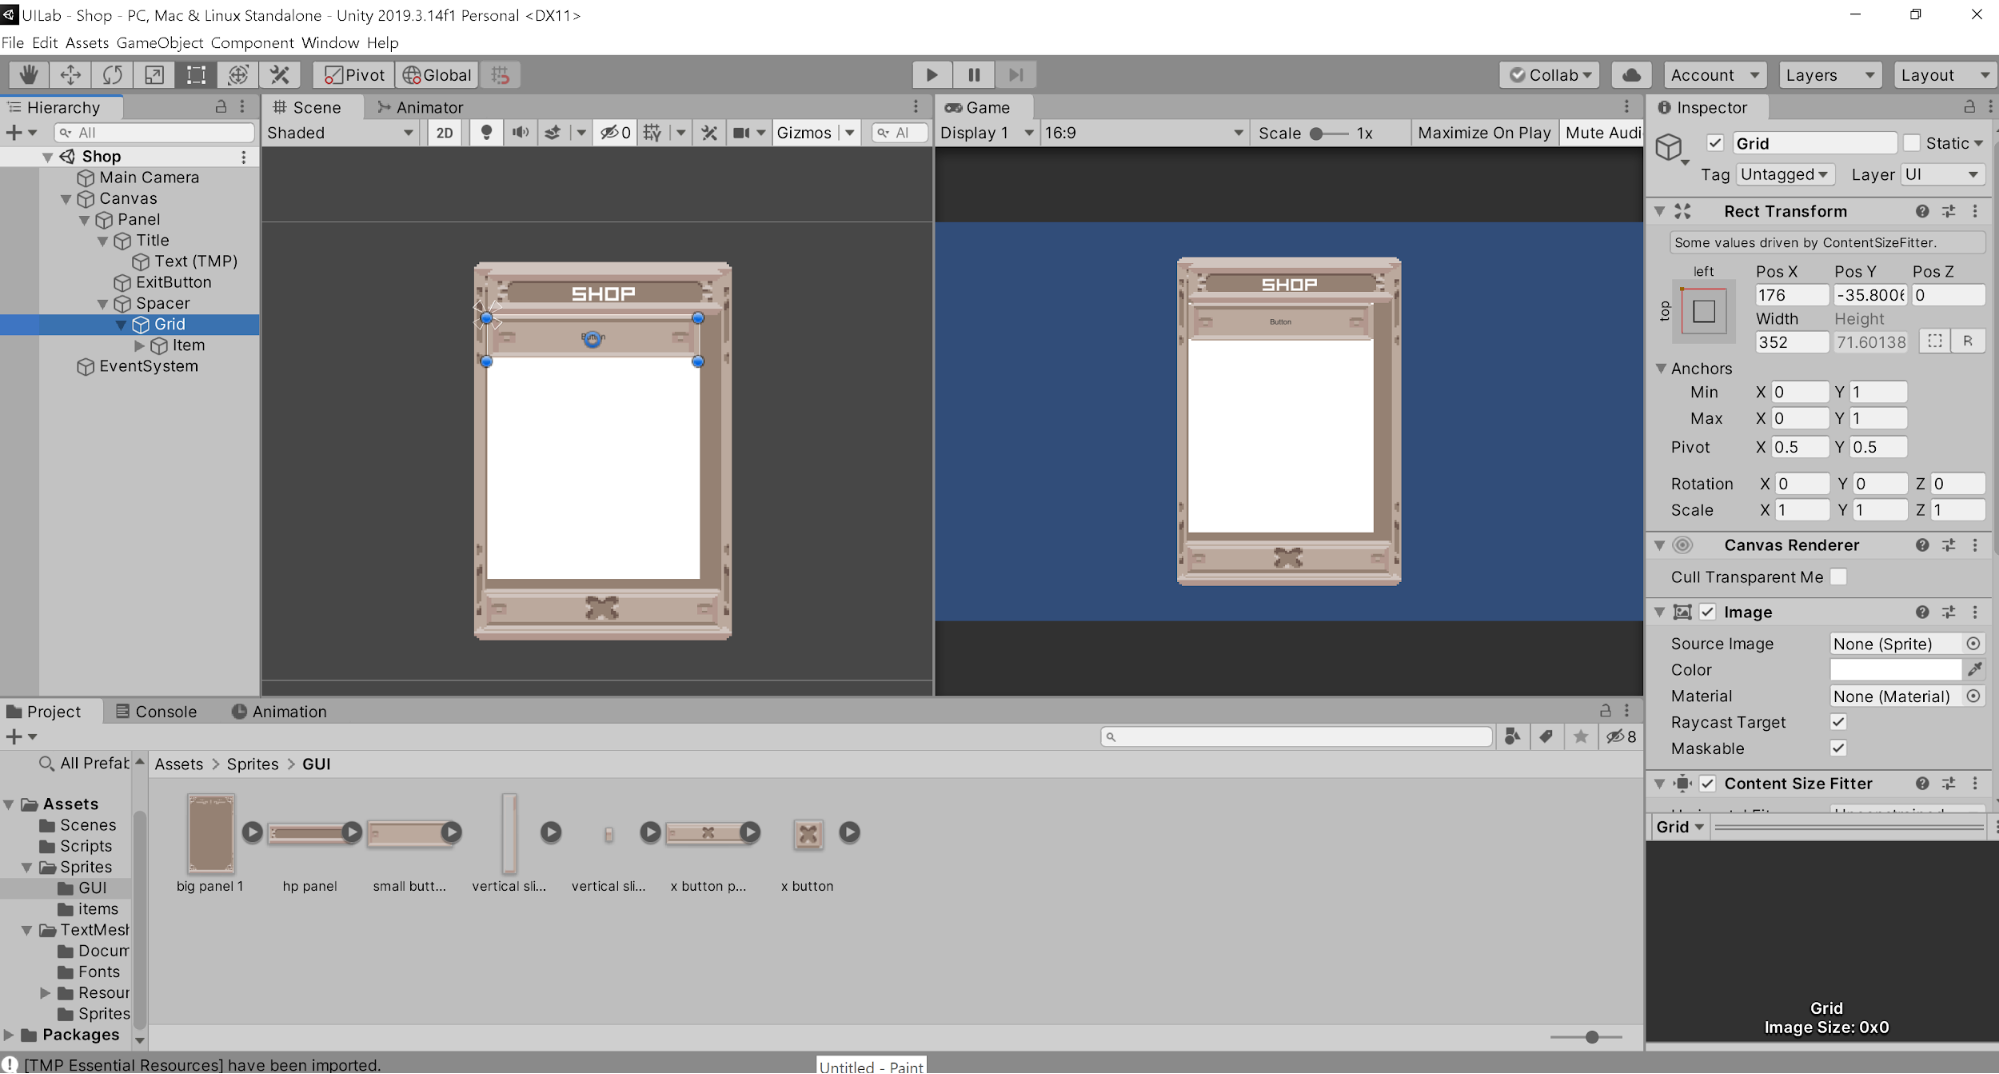 UILab - Shop - PC, Mac & Linux Standalone - Unity 2019.3.14f1 Personal <DX11>
File Edit Assets GameObject Component Window Help
Pivot Global Collab Account Layers Layout
Hierarchy
All
Shop
Main Camera
Canvas
Panel
Title
Text (TMP)
ExitButton
Spacer
Grid
Item
EventSystem
Scene Animator
Shaded 2D 0 Gizmos Al
SHOP
Button
Game
Display 1 16:9 Scale 1x Maximize On Play Mute Audi
SHOP
Button
Inspector
Grid Static
Tag Untagged Layer UI
Rect Transform
Some values driven by ContentSizeFitter.
left Pos X Pos Y Pos Z
top 176 -35.8006 0
Width Height
352 71.60138 R
Anchors
Min X 0 Y 1
Max X 0 Y 1
Pivot X 0.5 Y 0.5
Rotation X 0 Y 0 Z 0
Scale X 1 Y 1 Z 1
Canvas Renderer
Cull Transparent Me
Image
Source Image None (Sprite)
Color
Material None (Material)
Raycast Target
Maskable
Content Size Fitter
Grid
Grid
Image Size: 0x0
Project Console Animation
8
All Prefab
Assets
Scenes
Scripts
Sprites
GUI
items
TextMesh
Docum
Fonts
Resour
Sprites
Packages
Assets > Sprites > GUI
big panel 1 hp panel small butt... vertical sli... vertical sli... x button p... x button
[TMP Essential Resources] have been imported.
Untitled - Paint